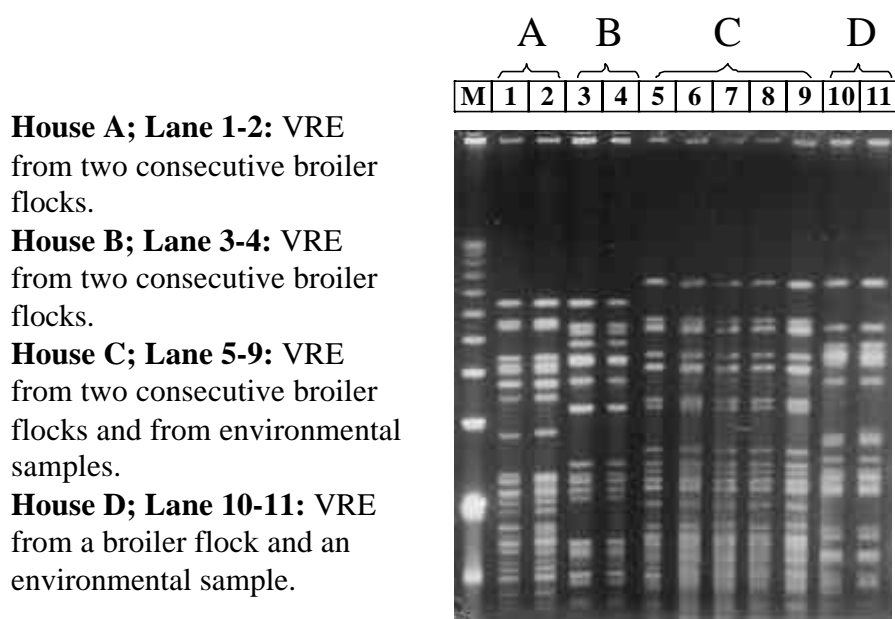 A B C D
M 1 2 3 4 5 6 7 8 9 10 11
House A; Lane 1-2: VRE
from two consecutive broiler
flocks.
House B; Lane 3-4: VRE
from two consecutive broiler
flocks.
House C; Lane 5-9: VRE
from two consecutive broiler
flocks and from environmental
samples.
House D; Lane 10-11: VRE
from a broiler flock and an
environmental sample.